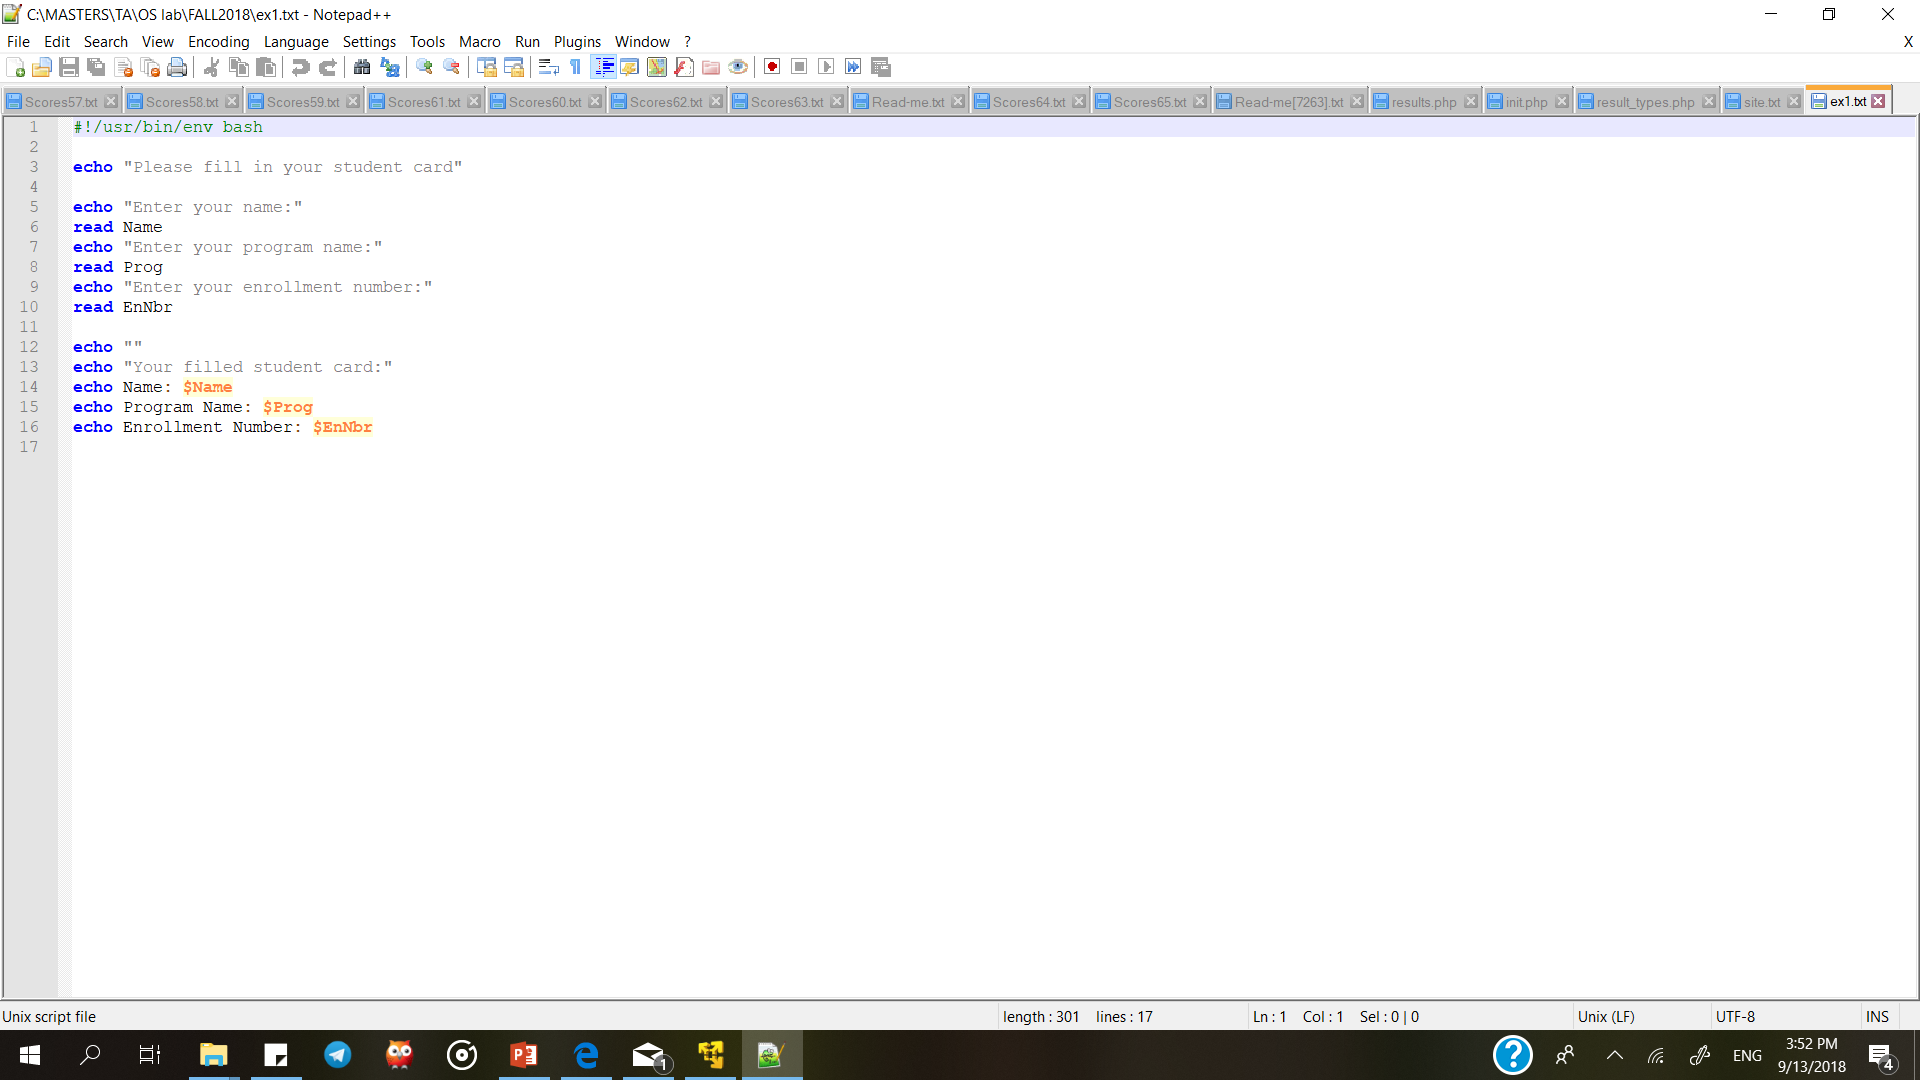 C:\MASTERS\TA\OS lab\FALL2018\ex1.txt - Notepad++
File Edit Search View Encoding Language Settings Tools Macro Run Plugins Window ? X
Scores57.txt Scores58.txt Scores59.txt Scores61.txt Scores60.txt Scores62.txt Scores63.txt Read-me.txt Scores64.txt Scores65.txt Read-me[7263].txt results.php init.php result_types.php site.txt ex1.txt
1 #!/usr/bin/env bash
2
3 echo "Please fill in your student card"
4
5 echo "Enter your name:"
6 read Name
7 echo "Enter your program name:"
8 read Prog
9 echo "Enter your enrollment number:"
10 read EnNbr
11
12 echo ""
13 echo "Your filled student card:"
14 echo Name: $Name
15 echo Program Name: $Prog
16 echo Enrollment Number: $EnNbr
17
Unix script file length : 301 lines : 17 Ln : 1 Col : 1 Sel : 0 | 0 Unix (LF) UTF-8 INS
1 ENG 3:52 PM 4
9/13/2018